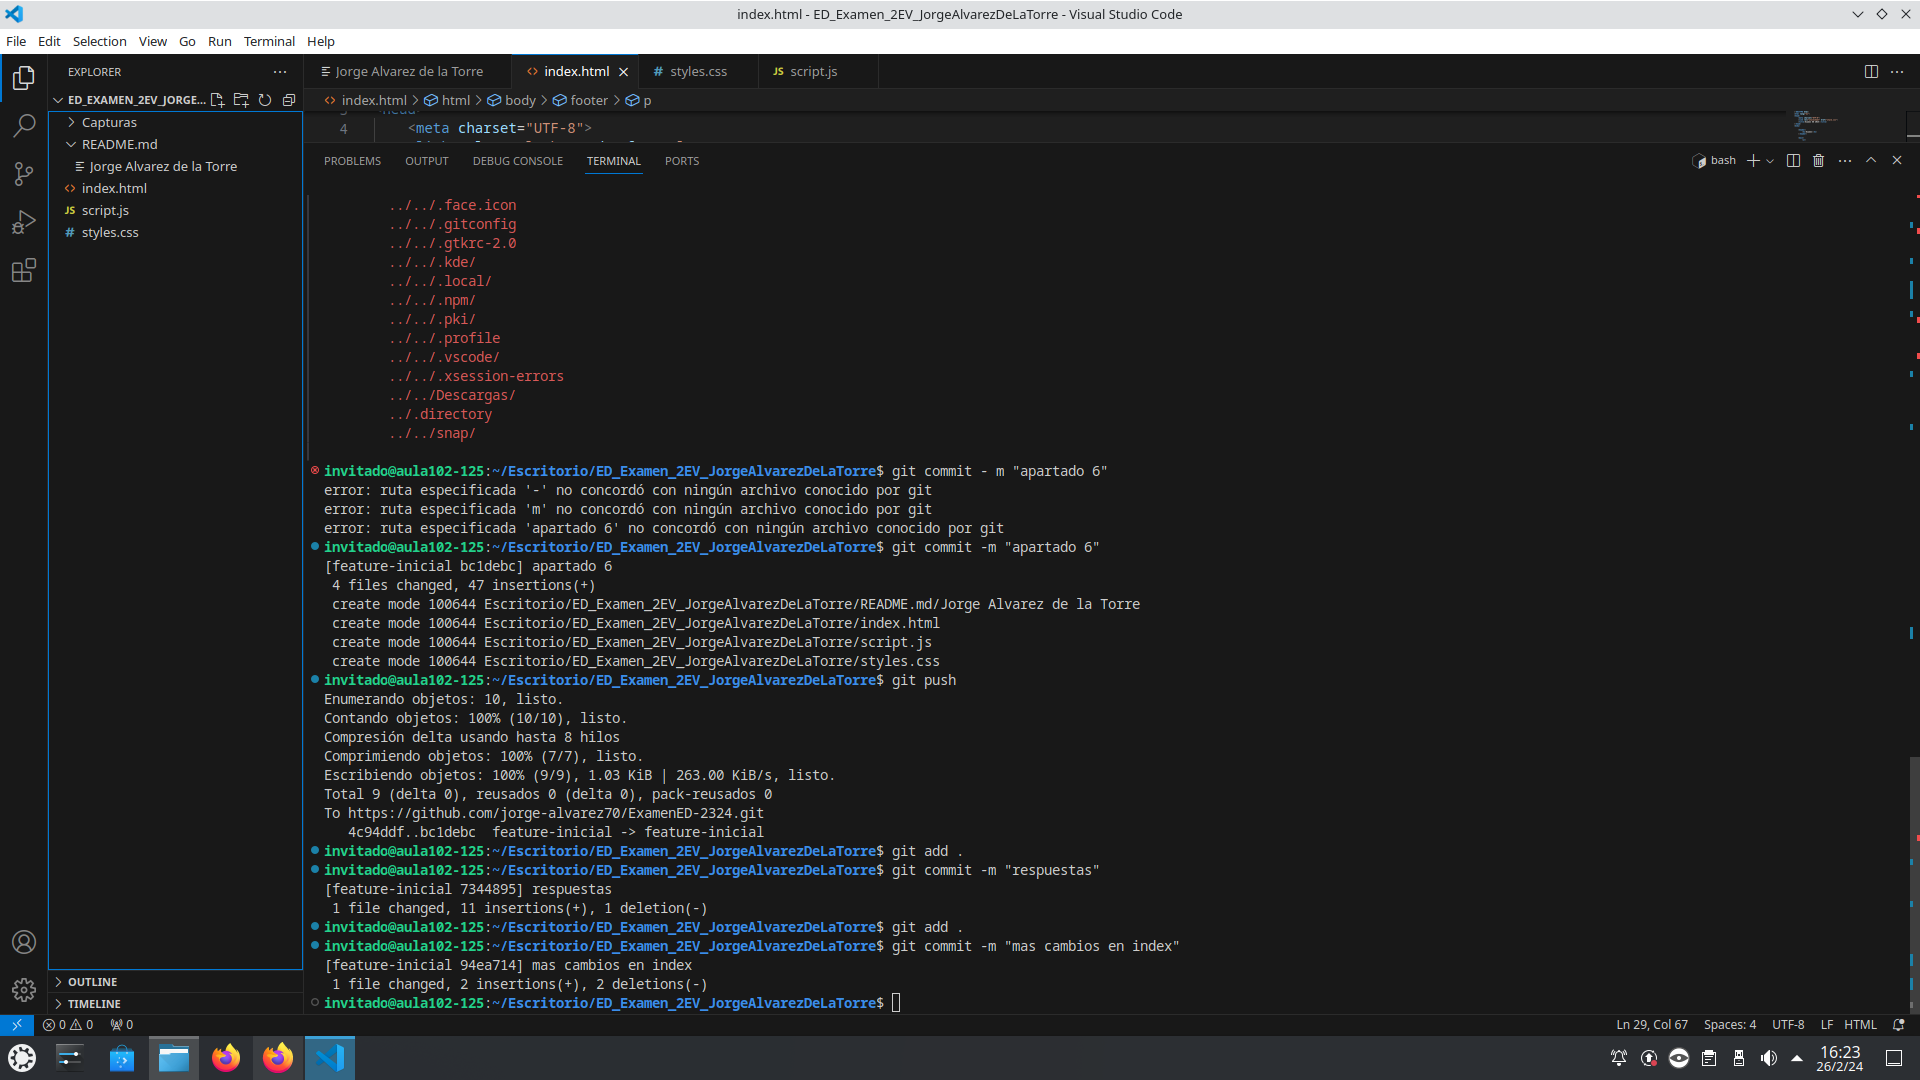 index.html - ED_Examen_2EV_JorgeAlvarezDeLaTorre - Visual Studio Code
File Edit Selection View Go Run Terminal Help
EXPLORER
ED_EXAMEN_2EV_JORGE...
Capturas
README.md
Jorge Alvarez de la Torre
index.html
JS script.js
# styles.css
OUTLINE
TIMELINE
Jorge Alvarez de la Torre
index.html
# styles.css
JS script.js
index.html > html > body > footer > p
4 <meta charset="UTF-8">
PROBLEMS OUTPUT DEBUG CONSOLE TERMINAL PORTS
bash
../../.face.icon
../../.gitconfig
../../.gtkrc-2.0
../../.kde/
../../.local/
../../.npm/
../../.pki/
../../.profile
../../.vscode/
../../.xsession-errors
../../Descargas/
../.directory
../../snap/
invitado@aula102-125:~/Escritorio/ED_Examen_2EV_JorgeAlvarezDeLaTorre$ git commit - m "apartado 6"
error: ruta especificada '-' no concordó con ningún archivo conocido por git
error: ruta especificada 'm' no concordó con ningún archivo conocido por git
error: ruta especificada 'apartado 6' no concordó con ningún archivo conocido por git
invitado@aula102-125:~/Escritorio/ED_Examen_2EV_JorgeAlvarezDeLaTorre$ git commit -m "apartado 6"
[feature-inicial bc1debc] apartado 6
4 files changed, 47 insertions(+)
create mode 100644 Escritorio/ED_Examen_2EV_JorgeAlvarezDeLaTorre/README.md/Jorge Alvarez de la Torre
create mode 100644 Escritorio/ED_Examen_2EV_JorgeAlvarezDeLaTorre/index.html
create mode 100644 Escritorio/ED_Examen_2EV_JorgeAlvarezDeLaTorre/script.js
create mode 100644 Escritorio/ED_Examen_2EV_JorgeAlvarezDeLaTorre/styles.css
invitado@aula102-125:~/Escritorio/ED_Examen_2EV_JorgeAlvarezDeLaTorre$ git push
Enumerando objetos: 10, listo.
Contando objetos: 100% (10/10), listo.
Compresión delta usando hasta 8 hilos
Comprimiendo objetos: 100% (7/7), listo.
Escribiendo objetos: 100% (9/9), 1.03 KiB | 263.00 KiB/s, listo.
Total 9 (delta 0), reusados 0 (delta 0), pack-reusados 0
To https://github.com/jorge-alvarez70/ExamenED-2324.git
4c94ddf..bc1debc feature-inicial -> feature-inicial
invitado@aula102-125:~/Escritorio/ED_Examen_2EV_JorgeAlvarezDeLaTorre$ git add .
invitado@aula102-125:~/Escritorio/ED_Examen_2EV_JorgeAlvarezDeLaTorre$ git commit -m "respuestas"
[feature-inicial 7344895] respuestas
1 file changed, 11 insertions(+), 1 deletion(-)
invitado@aula102-125:~/Escritorio/ED_Examen_2EV_JorgeAlvarezDeLaTorre$ git add .
invitado@aula102-125:~/Escritorio/ED_Examen_2EV_JorgeAlvarezDeLaTorre$ git commit -m "mas cambios en index"
[feature-inicial 94ea714] mas cambios en index
1 file changed, 2 insertions(+), 2 deletions(-)
invitado@aula102-125:~/Escritorio/ED_Examen_2EV_JorgeAlvarezDeLaTorre$
0 0 0
Ln 29, Col 67 Spaces: 4 UTF-8 LF HTML
16:23
26/2/24